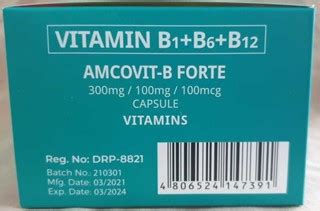 VITAMIN B1+B6+B12
AMCOVIT-B FORTE
300mg / 100mg / 100mcg
CAPSULE
VITAMINS
Reg. No: DRP-8821
Batch No. 210301
Mfg. Date: 03/2021
Exp. Date: 03/2024
4 806524 147391